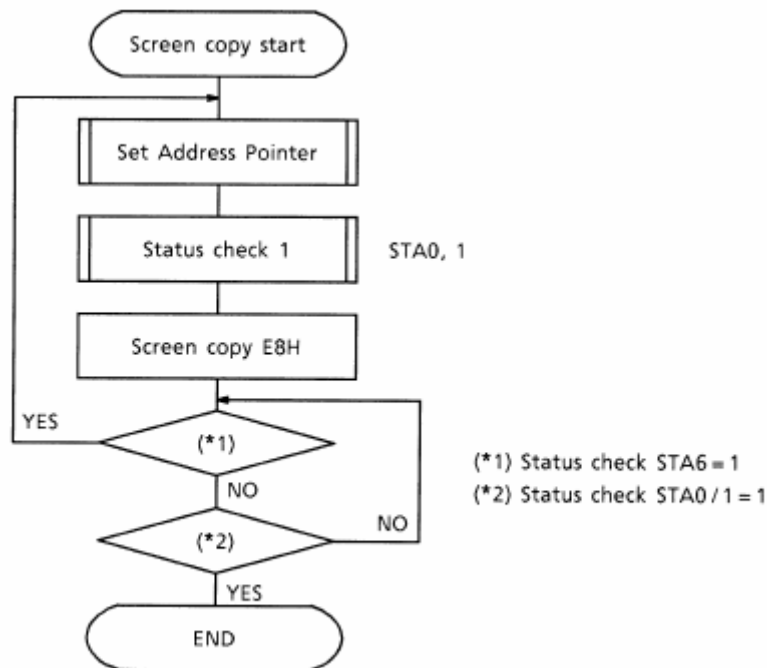 Screen copy start
Set Address Pointer
Status check 1
STA0, 1
Screen copy E8H
YES
(*1)
(*1) Status check STA6 = 1
NO
(*2) Status check STA0 / 1 = 1
(*2)
NO
YES
END